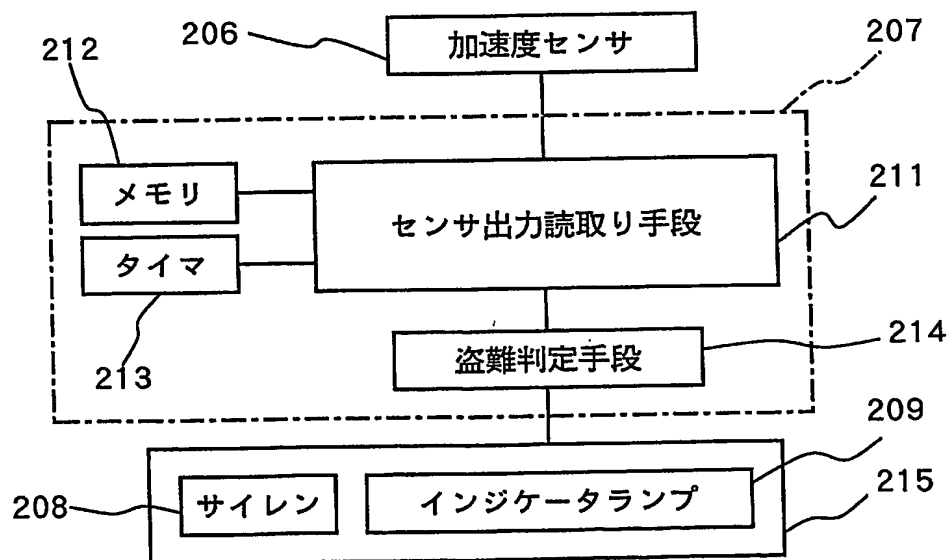 206
加速度センサ
207
212
メモリ
センサ出力読取り手段
211
タイマ
213
盗難判定手段
214
209
208
サイレン
インジケータランプ
215